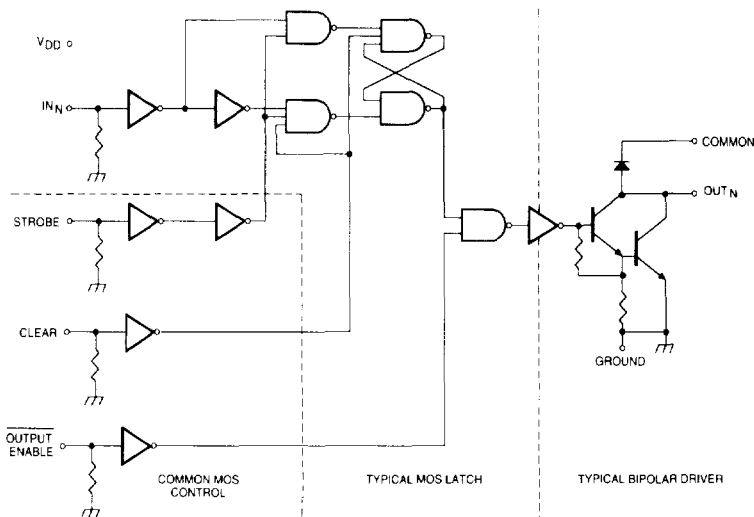 VDD
INN
COMMON
OUTN
STROBE
CLEAR
GROUND
OUTPUT
ENABLE
COMMON MOS
CONTROL
TYPICAL MOS LATCH
TYPICAL BIPOLAR DRIVER